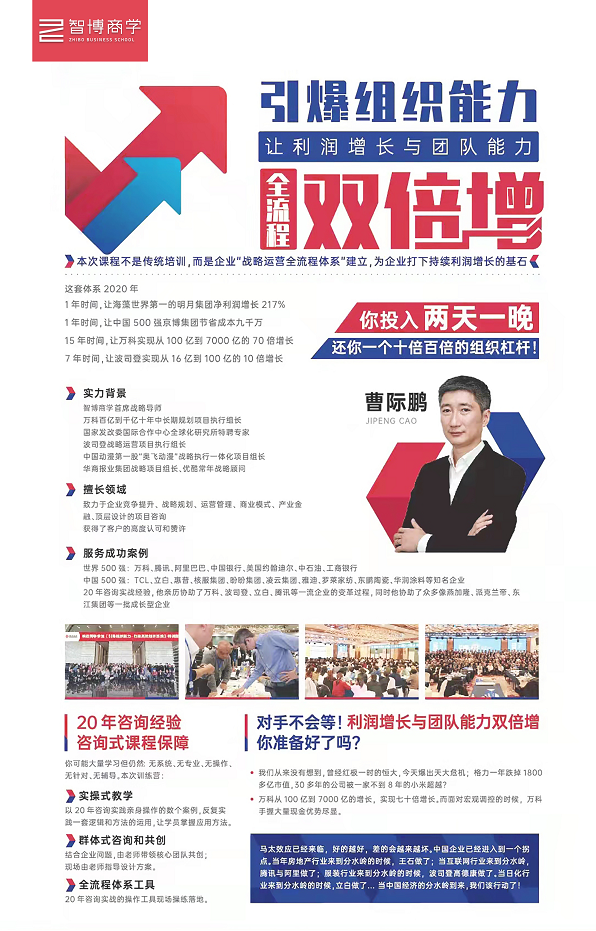 智博商学
ZHIBO BUSINESS SCHOOL
引爆组织能力
让利润增长与团队能力
全流程
双倍增
本次课程不是传统培训,而是企业“战略运营全流程体系”建立,为企业打下持续利润增长的基石
这套体系 2020 年
1 年时间,让海藻世界第一的明月集团净利润增长 217%
1 年时间,让中国 500 强京博集团节省成本九千万
15 年时间,让万科实现从 100 亿到 7000 亿的 70 倍增长
7 年时间,让波司登实现从 16 亿到 100 亿的 10 倍增长
你投入 两天一晚
还你一个十倍百倍的组织杠杆!
实力背景
智博商学首席战略导师
万科百亿到千亿十年中长期规划项目执行组长
国家发改委国际合作中心全球化研究所特聘专家
波司登战略运营项目执行组长
中国动漫第一股“奥飞动漫”战略执行一体化项目组长
华商报业集团战略项目组长、优酷常年战略顾问
曹际鹏
JIPENG CAO
擅长领域
致力于企业竞争提升、战略规划、运营管理、商业模式、产业金
融、顶层设计的项目咨询
获得了客户的高度认可和赞许
服务成功案例
世界 500 强: 万科、腾讯、阿里巴巴、中国银行、美国约翰迪尔、中石油、工商银行
中国 500 强: TCL、立白、惠普、核服集团、盼盼集团、凌云集团、雅迪、罗莱家纺、东鹏陶瓷、华润涂料等知名企业
20 年咨询实战经验, 他亲历协助了万科、波司登、立白、腾讯等一流企业的变革过程, 同时他协助了众多像燕加隆、派克兰帝、东
江集团等一批成长型企业
20 年咨询经验
咨询式课程保障
你可能大量学习但仍然: 无系统、无专业、无操作、
无针对、无辅导。本次训练营:
实操式教学
以 20 年咨询实践亲身操作的数个案例,反复实
践一套逻辑和方法的运用,让学员掌握应用方法。
群体式咨询和共创
结合企业问题,由老师带领核心团队共创;
现场由老师指导设计方案。
全流程体系工具
20 年咨询实战的操作工具现场操练落地。
对手不会等! 利润增长与团队能力双倍增
你准备好了吗?
我们从来没有想到,曾经红极一时的恒大,今天爆出天大危机; 格力一年跌掉 1800
多亿市值,30 多年的公司被一家不到 8 年的小米超越?
万科从 100 亿到 7000 亿的增长, 实现七十倍增长。而面对宏观调控的时候, 万科
手握大量现金优势尽显。
马太效应已经来临, 好的越好, 差的会越来越坏。中国企业已经进入到一个拐
点。当年房地产行业来到分水岭的时候, 王石做了; 当互联网行业来到分水岭,
腾讯与阿里做了; 服装行业来到分水岭的时候, 波司登高德康做了。当日化行
业来到分水岭的时候,立白做了… 当中国经济的分水岭到来,我们该行动了!